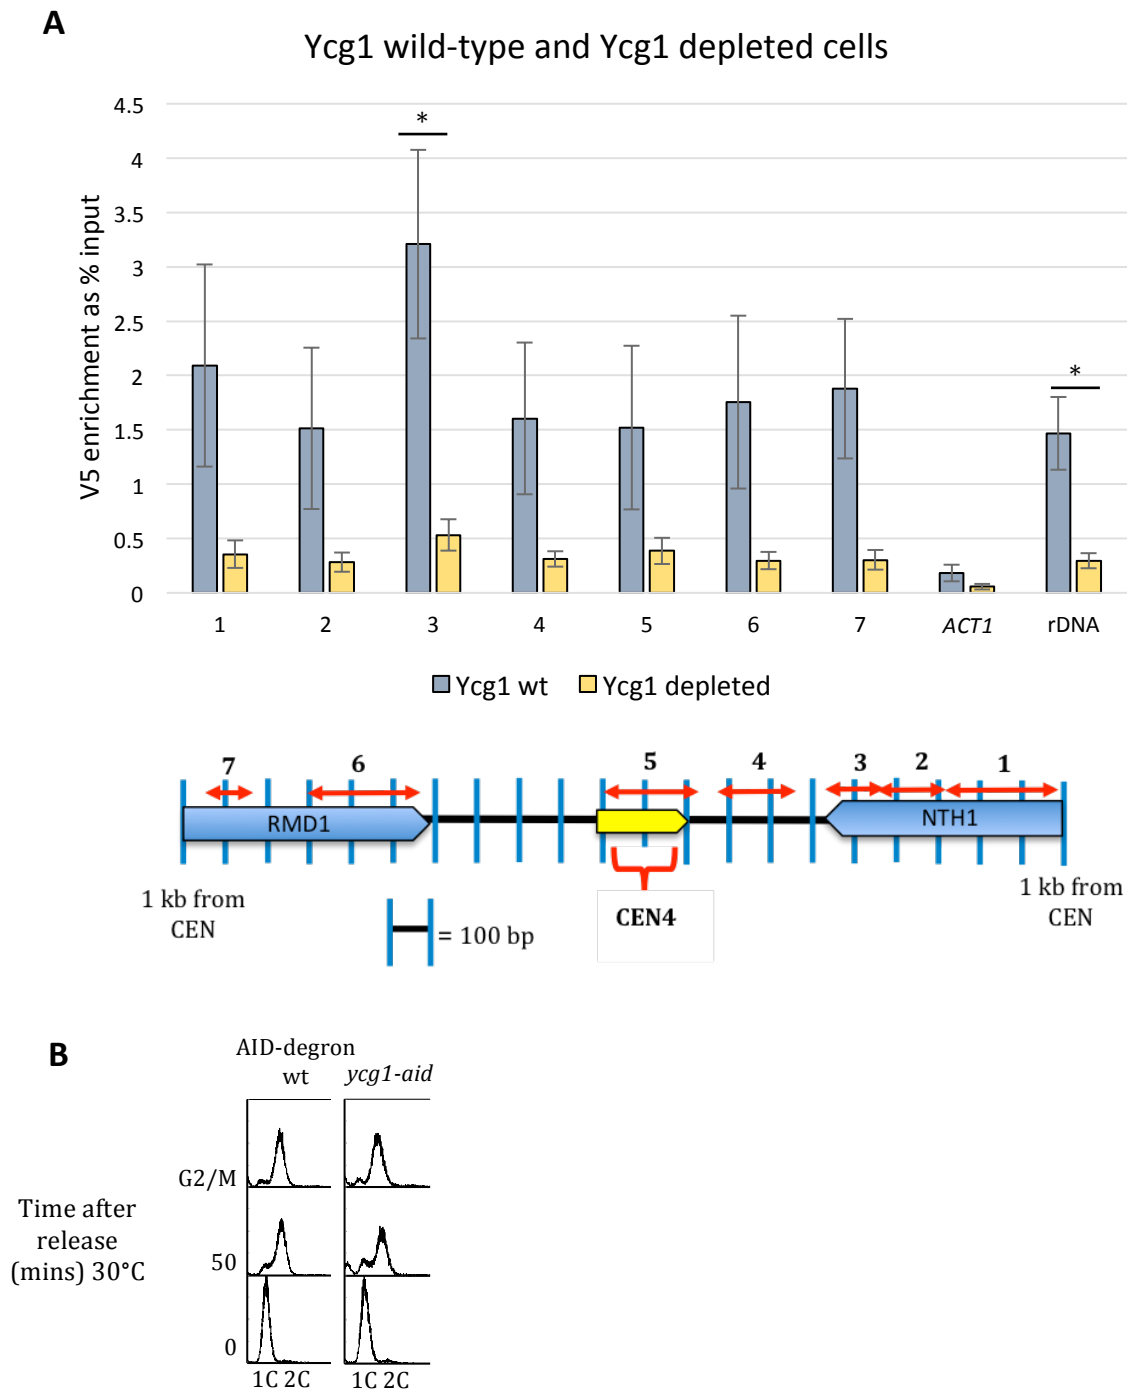 A
Ycg1 wild-type and Ycg1 depleted cells
V5 enrichment as % input
4.5
4
3.5
3
2.5
2
1.5
1
0.5
0
*
*
1 2 3 4 5 6 7 ACT1 rDNA
Ycg1 wt Ycg1 depleted
7 6 5 4 3 2 1
RMD1 NTH1
1 kb from
CEN
CEN4
1 kb from
CEN
= 100 bp
B
AID-degron
wt
ycg1-aid
Time after
release
(mins) 30°C
G2/M
50
0
1C 2C 1C 2C